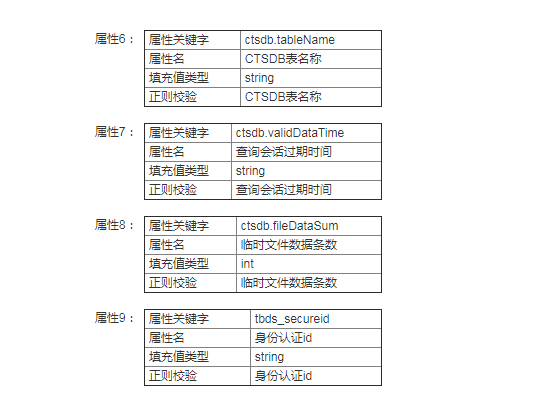 属性6：
属性关键字 ctsdb.tableName
属性名 CTSDB表名称
填充值类型 string
正则校验 CTSDB表名称
属性7：
属性关键字 ctsdb.validDataTime
属性名 查询会话过期时间
填充值类型 string
正则校验 查询会话过期时间
属性8：
属性关键字 ctsdb.fileDataSum
属性名 临时文件数据条数
填充值类型 int
正则校验 临时文件数据条数
属性9：
属性关键字 tbds_secureid
属性名 身份认证id
填充值类型 string
正则校验 身份认证id